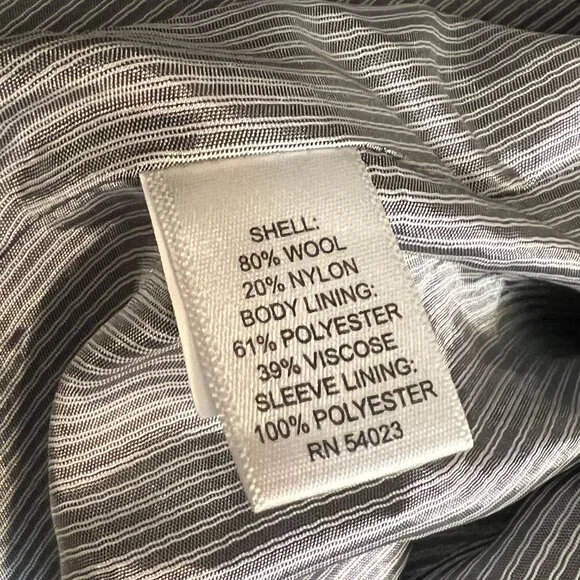 SHELL:
80% WOOL
20% NYLON
BODY LINING:
61% POLYESTER
39% VISCOSE
SLEEVE LINING:
100% POLYESTER
RN 54023